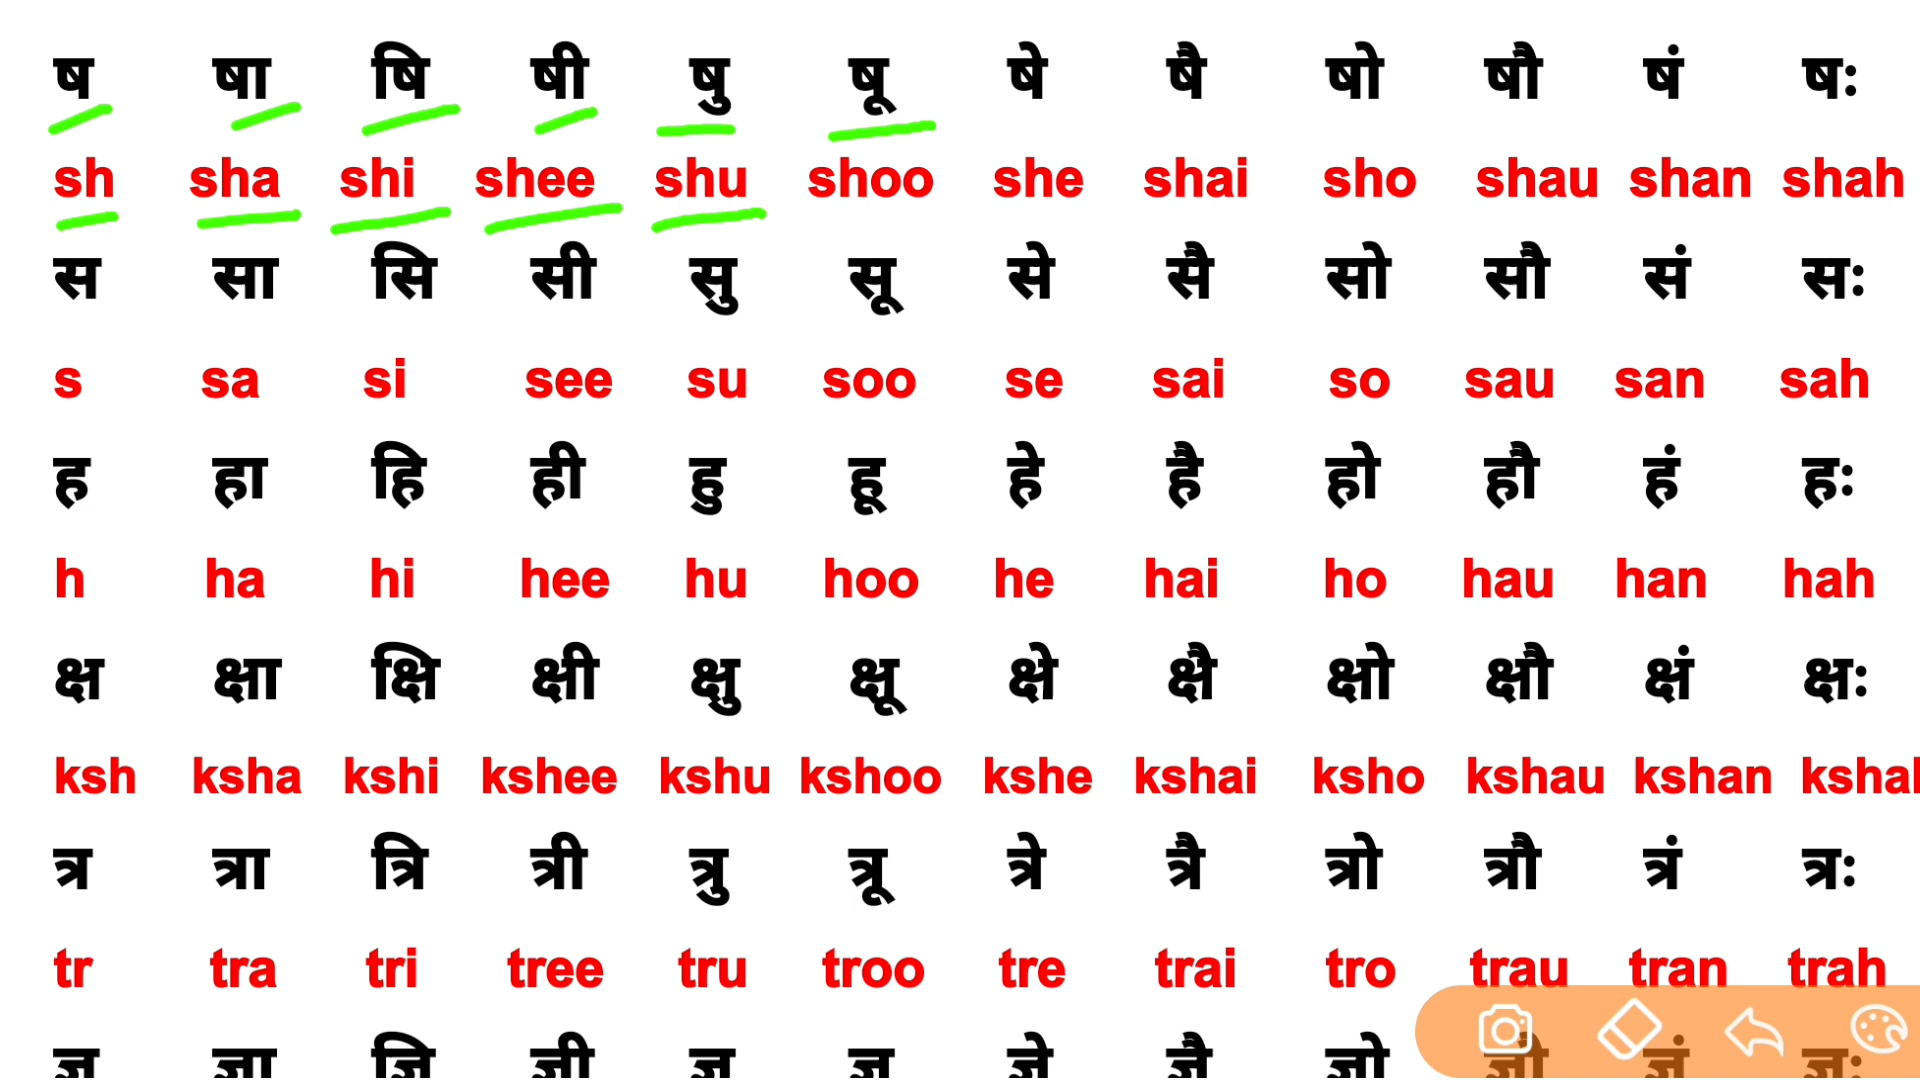 ष षा षि षी षु षू षे षै षो षौ षं षः
sh sha shi shee shu shoo she shai sho shau shan shah
स सा सि सी सु सू से सै सो सौ सं सः
s sa si see su soo se sai so sau san sah
ह हा हि ही हु हू हे है हो हौ हं हः
h ha hi hee hu hoo he hai ho hau han hah
क्ष क्षा क्षि क्षी क्षु क्षू क्षे क्षै क्षो क्षौ क्षं क्षः
ksh ksha kshi kshee kshu kshoo kshe kshai ksho kshau kshan kshah
त्र त्रा त्रि त्री त्रु त्रू त्रे त्रै त्रो त्रौ त्रं त्रः
tr tra tri tree tru troo tre trai tro trau tran trah